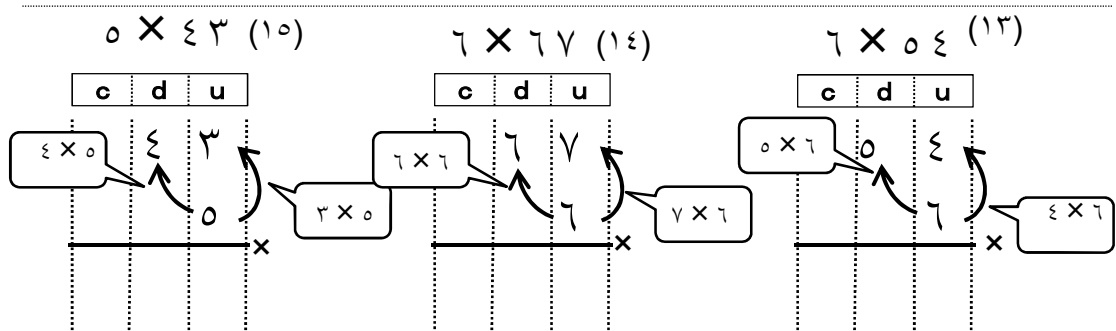 (١٣) ٥٤ × ٦
c d u
٥ ٤
٦
×
٥ × ٦
٤ × ٦
(١٤) ٦٧ × ٦
c d u
٦ ٧
٦
×
٦ × ٦
٧ × ٦
(١٥) ٤٣ × ٥
c d u
٤ ٣
٥
×
٤ × ٥
٣ × ٥